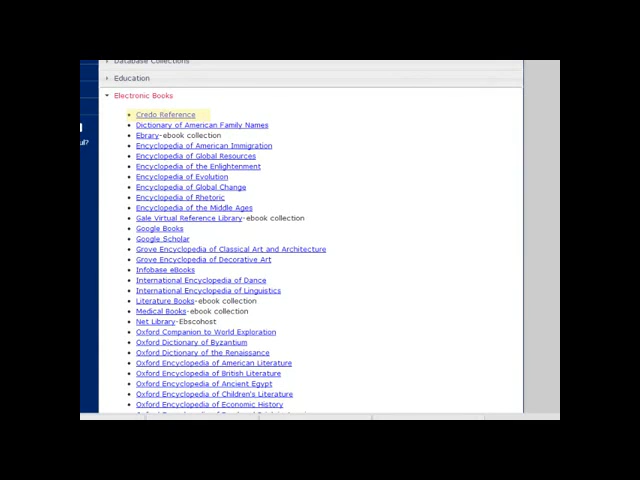 Database Collections
Education
Electronic Books
Credo Reference
Dictionary of American Family Names
Ebrary-ebook collection
Encyclopedia of American Immigration
Encyclopedia of Global Resources
Encyclopedia of the Enlightenment
Encyclopedia of Evolution
Encyclopedia of Global Change
Encyclopedia of Rhetoric
Encyclopedia of the Middle Ages
ul?
Gale Virtual Reference Library-ebook collection
Google Books
Google Scholar
Grove Encyclopedia of Classical Art and Architecture
Grove Encyclopedia of Decorative Art
Infobase eBooks
International Encyclopedia of Dance
International Encyclopedia of Linguistics
Literature Books-ebook collection
Medical Books-ebook collection
Net Library-Ebscohost
Oxford Companion to World Exploration
Oxford Dictionary of Byzantium
Oxford Dictionary of the Renaissance
Oxford Encyclopedia of American Literature
Oxford Encyclopedia of British Literature
Oxford Encyclopedia of Ancient Egypt
Oxford Encyclopedia of Children's Literature
Oxford Encyclopedia of Economic History